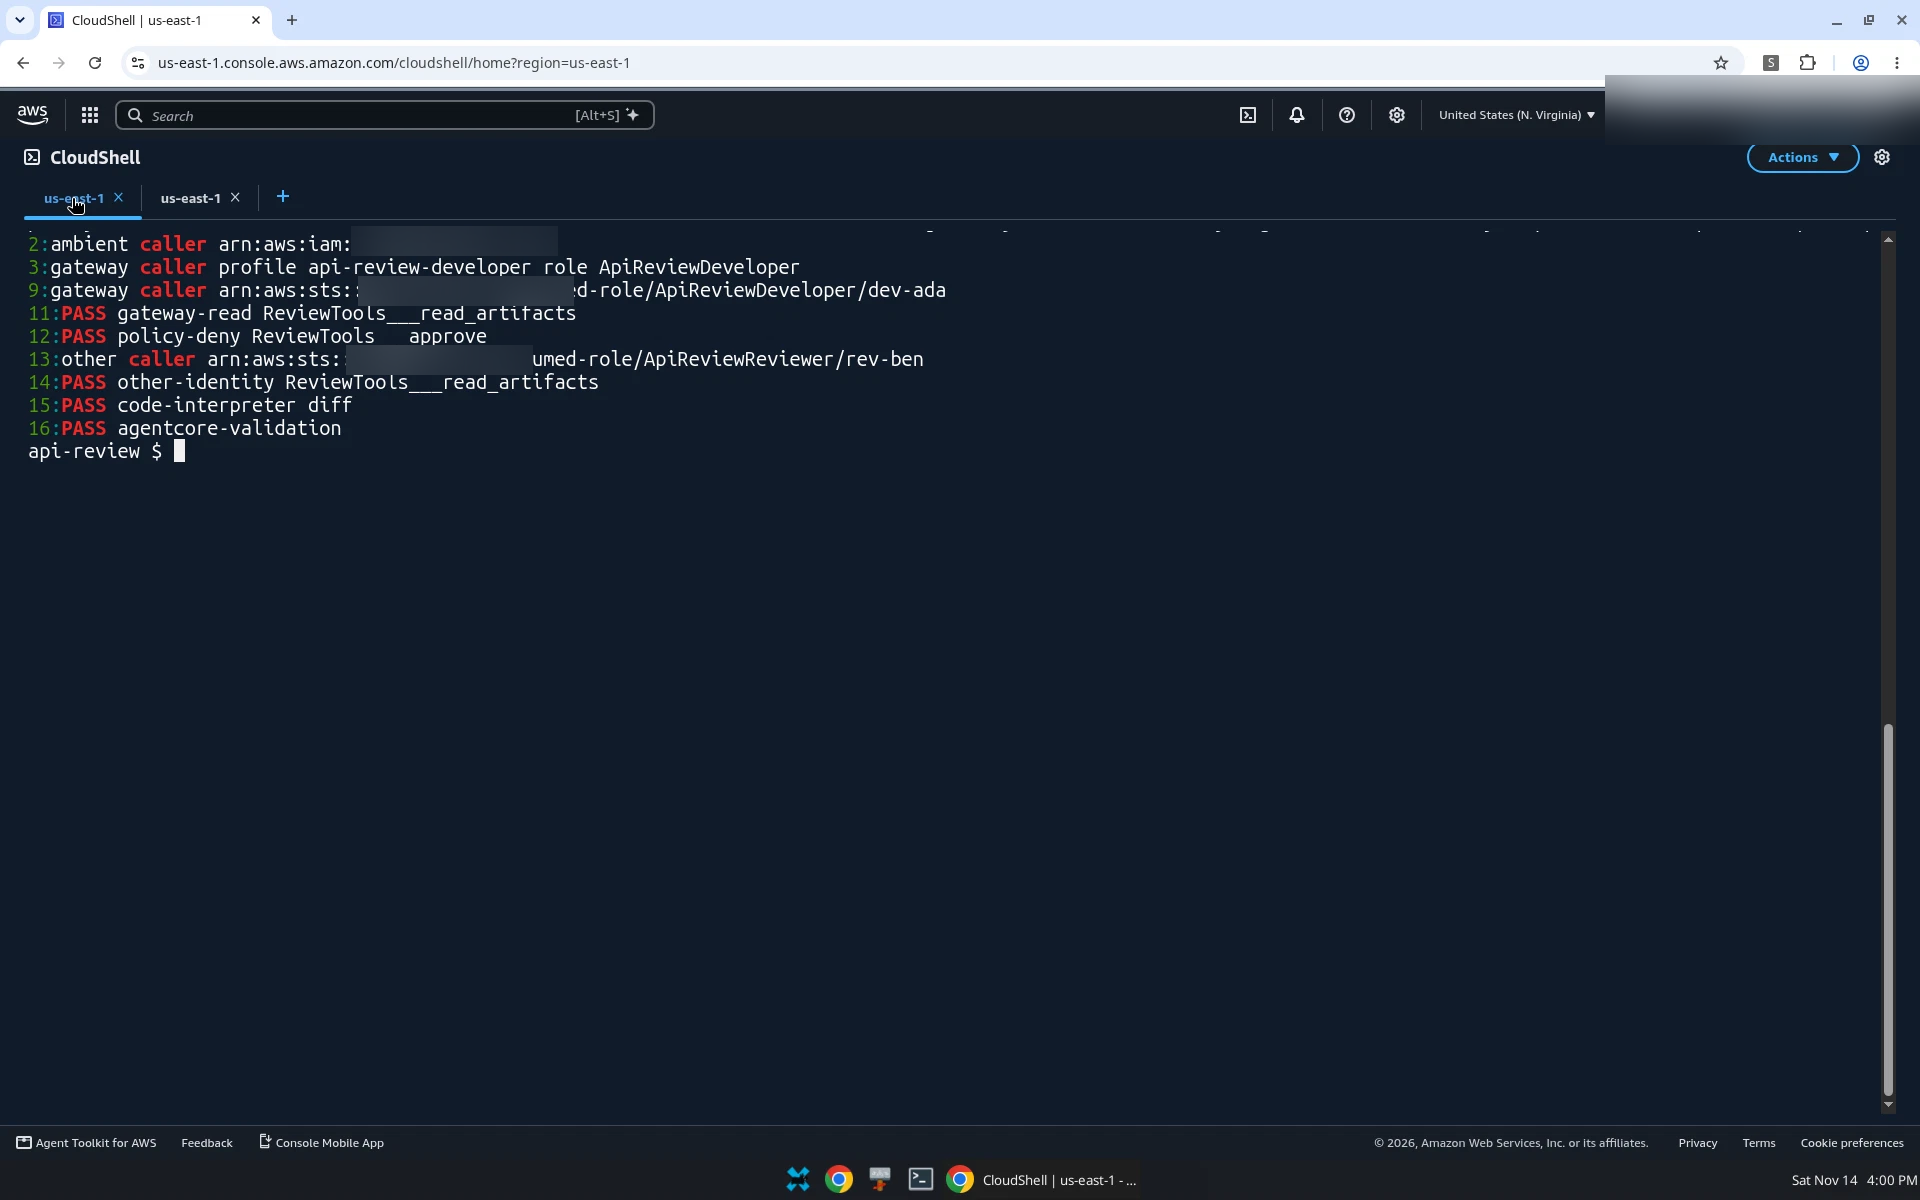 CloudShell | us-east-1
us-east-1.console.aws.amazon.com/cloudshell/home?region=us-east-1
S
aws
Search
[Alt+S]
United States (N. Virginia)
CloudShell
Actions
us-east-1
us-east-1
2:ambient caller arn:aws:iam:
3:gateway caller profile api-review-developer role ApiReviewDeveloper
9:gateway caller arn:aws:sts: d-role/ApiReviewDeveloper/dev-ada
11:PASS gateway-read ReviewTools___read_artifacts
12:PASS policy-deny ReviewTools___approve
13:other caller arn:aws:sts: umed-role/ApiReviewReviewer/rev-ben
14:PASS other-identity ReviewTools___read_artifacts
15:PASS code-interpreter diff
16:PASS agentcore-validation
api-review $
Agent Toolkit for AWS
Feedback
Console Mobile App
© 2026, Amazon Web Services, Inc. or its affiliates.
Privacy
Terms
Cookie preferences
CloudShell | us-east-1 - ...
Sat Nov 14 4:00 PM